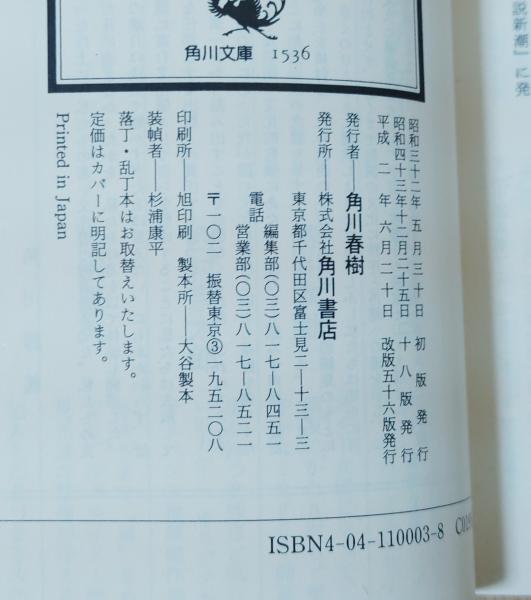 角川文庫 1536
昭和三十二年五月三十日 初版発行
昭和四十三年十二月二十五日 十八版発行
平成二年六月二十日 改版五十六版発行
発行者――角川春樹
発行所――株式会社角川書店
東京都千代田区富士見二―十三―三
編集部(〇三)八一七―八四五一
電話
営業部(〇三)八一七―八五二一
〒一〇二 振替東京③一九五二〇八
印刷所――旭印刷 製本所――大谷製本
装幀者――杉浦康平
落丁・乱丁本はお取替えいたします。
定価はカバーに明記してあります。
Printed in Japan
ISBN4-04-110003-8
説新潮』に発